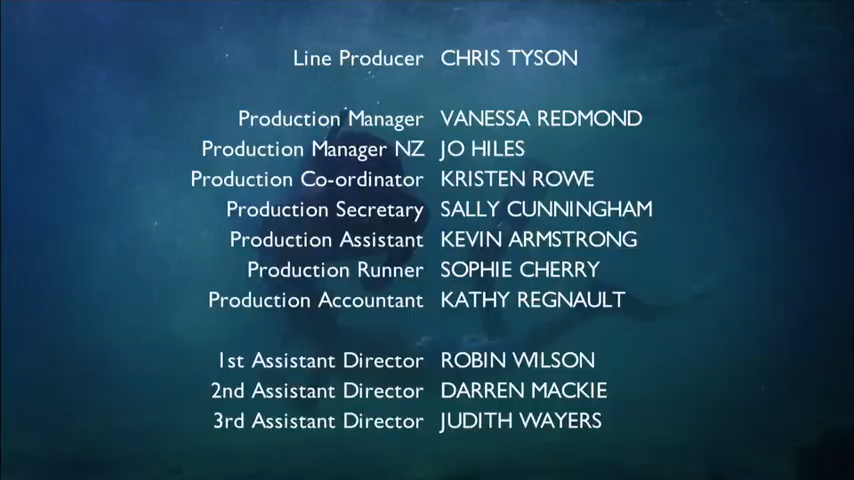 Line Producer CHRIS TYSON
Production Manager VANESSA REDMOND
Production Manager NZ JO HILES
Production Co-ordinator KRISTEN ROWE
Production Secretary SALLY CUNNINGHAM
Production Assistant KEVIN ARMSTRONG
Production Runner SOPHIE CHERRY
Production Accountant KATHY REGNAULT
1st Assistant Director ROBIN WILSON
2nd Assistant Director DARREN MACKIE
3rd Assistant Director JUDITH WAYERS